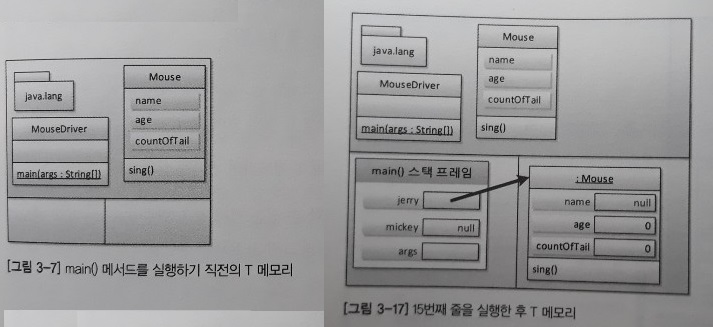 java.lang
Mouse
name
age
countOfTail
sing()
MouseDriver
main(args : String[])
[그림 3-7] main() 메서드를 실행하기 직전의 T 메모리
java.lang
Mouse
name
age
countOfTail
sing()
MouseDriver
main(args : String[])
main() 스택 프레임
jerry
mickey null
args
: Mouse
name null
age 0
countOfTail 0
sing()
[그림 3-17] 15번째 줄을 실행한 후 T 메모리